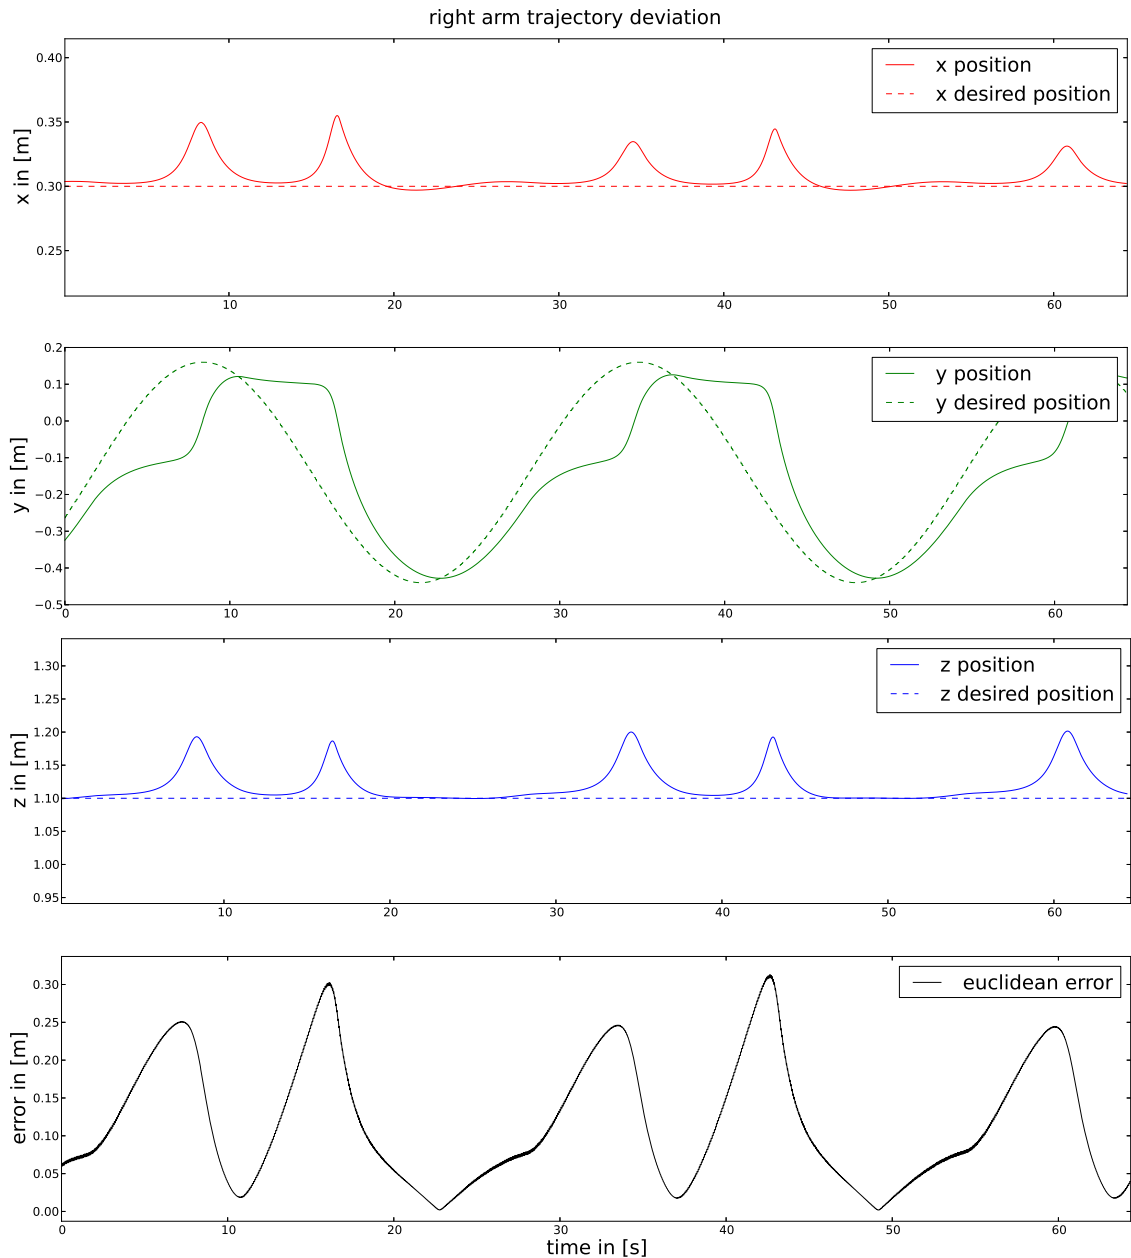 right arm trajectory deviation
0.40
0.35
0.30
0.25
x in [m]
x position
x desired position
10 20 30 40 50 60
0.2
0.1
0.0
−0.1
−0.2
−0.3
−0.4
−0.5
y in [m]
y position
y desired position
0 10 20 30 40 50 60
1.30
1.25
1.20
1.15
1.10
1.05
1.00
0.95
z in [m]
z position
z desired position
10 20 30 40 50 60
0.30
0.25
0.20
0.15
0.10
0.05
0.00
error in [m]
euclidean error
0 10 20 30 40 50 60
time in [s]